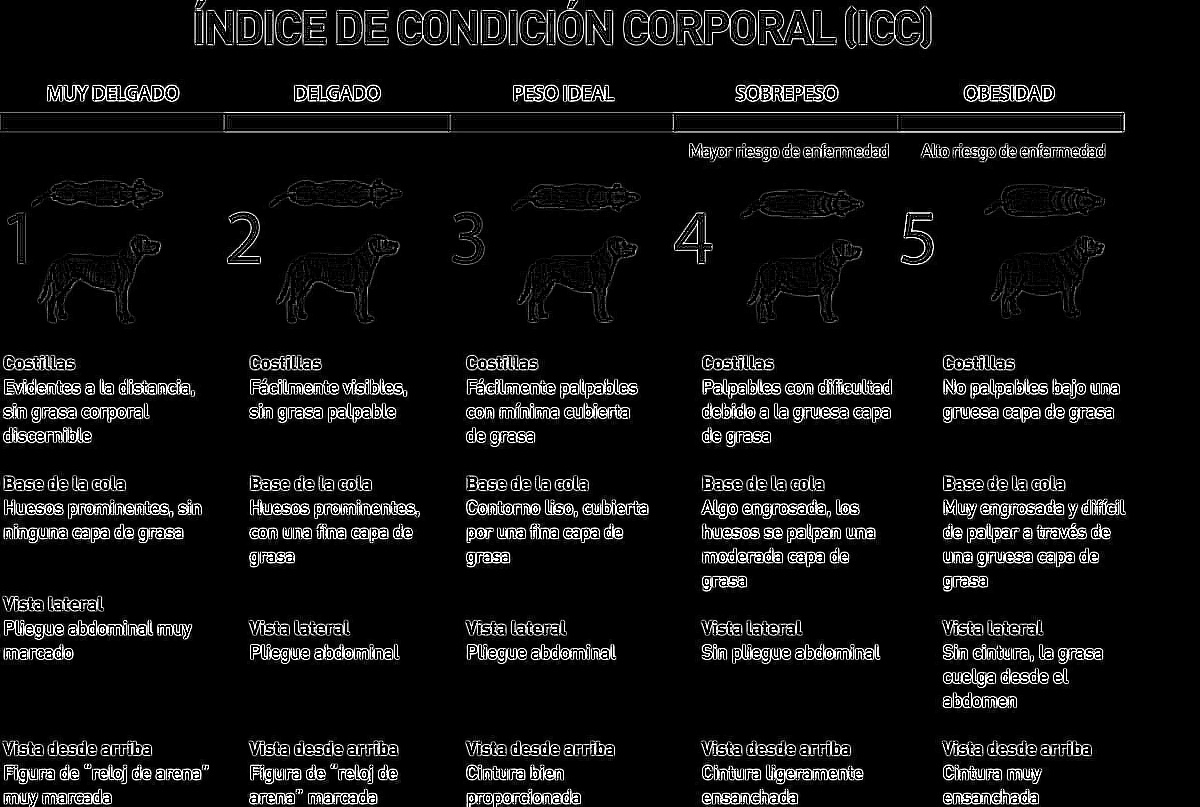 ÍNDICE DE CONDICIÓN CORPORAL (ICC)
MUY DELGADO
DELGADO
PESO IDEAL
SOBREPESO
OBESIDAD
Mayor riesgo de enfermedad
Alto riesgo de enfermedad
1
2
3
4
5
Costillas
Evidentes a la distancia,
sin grasa corporal
discernible
Base de la cola
Huesos prominentes, sin
ninguna capa de grasa
Vista lateral
Pliegue abdominal muy
marcado
Vista desde arriba
Figura de "reloj de arena"
muy marcada
Costillas
Fácilmente visibles,
sin grasa palpable
Base de la cola
Huesos prominentes,
con una fina capa de
grasa
Vista lateral
Pliegue abdominal
Vista desde arriba
Figura de "reloj de
arena" marcada
Costillas
Fácilmente palpables
con mínima cubierta
de grasa
Base de la cola
Contorno liso, cubierta
por una fina capa de
grasa
Vista lateral
Pliegue abdominal
Vista desde arriba
Cintura bien
proporcionada
Costillas
Palpables con dificultad
debido a la gruesa capa
de grasa
Base de la cola
Algo engrosada, los
huesos se palpan una
moderada capa de
grasa
Vista lateral
Sin pliegue abdominal
Vista desde arriba
Cintura ligeramente
ensanchada
Costillas
No palpables bajo una
gruesa capa de grasa
Base de la cola
Muy engrosada y difícil
de palpar a través de
una gruesa capa de
grasa
Vista lateral
Sin cintura, la grasa
cuelga desde el
abdomen
Vista desde arriba
Cintura muy
ensanchada